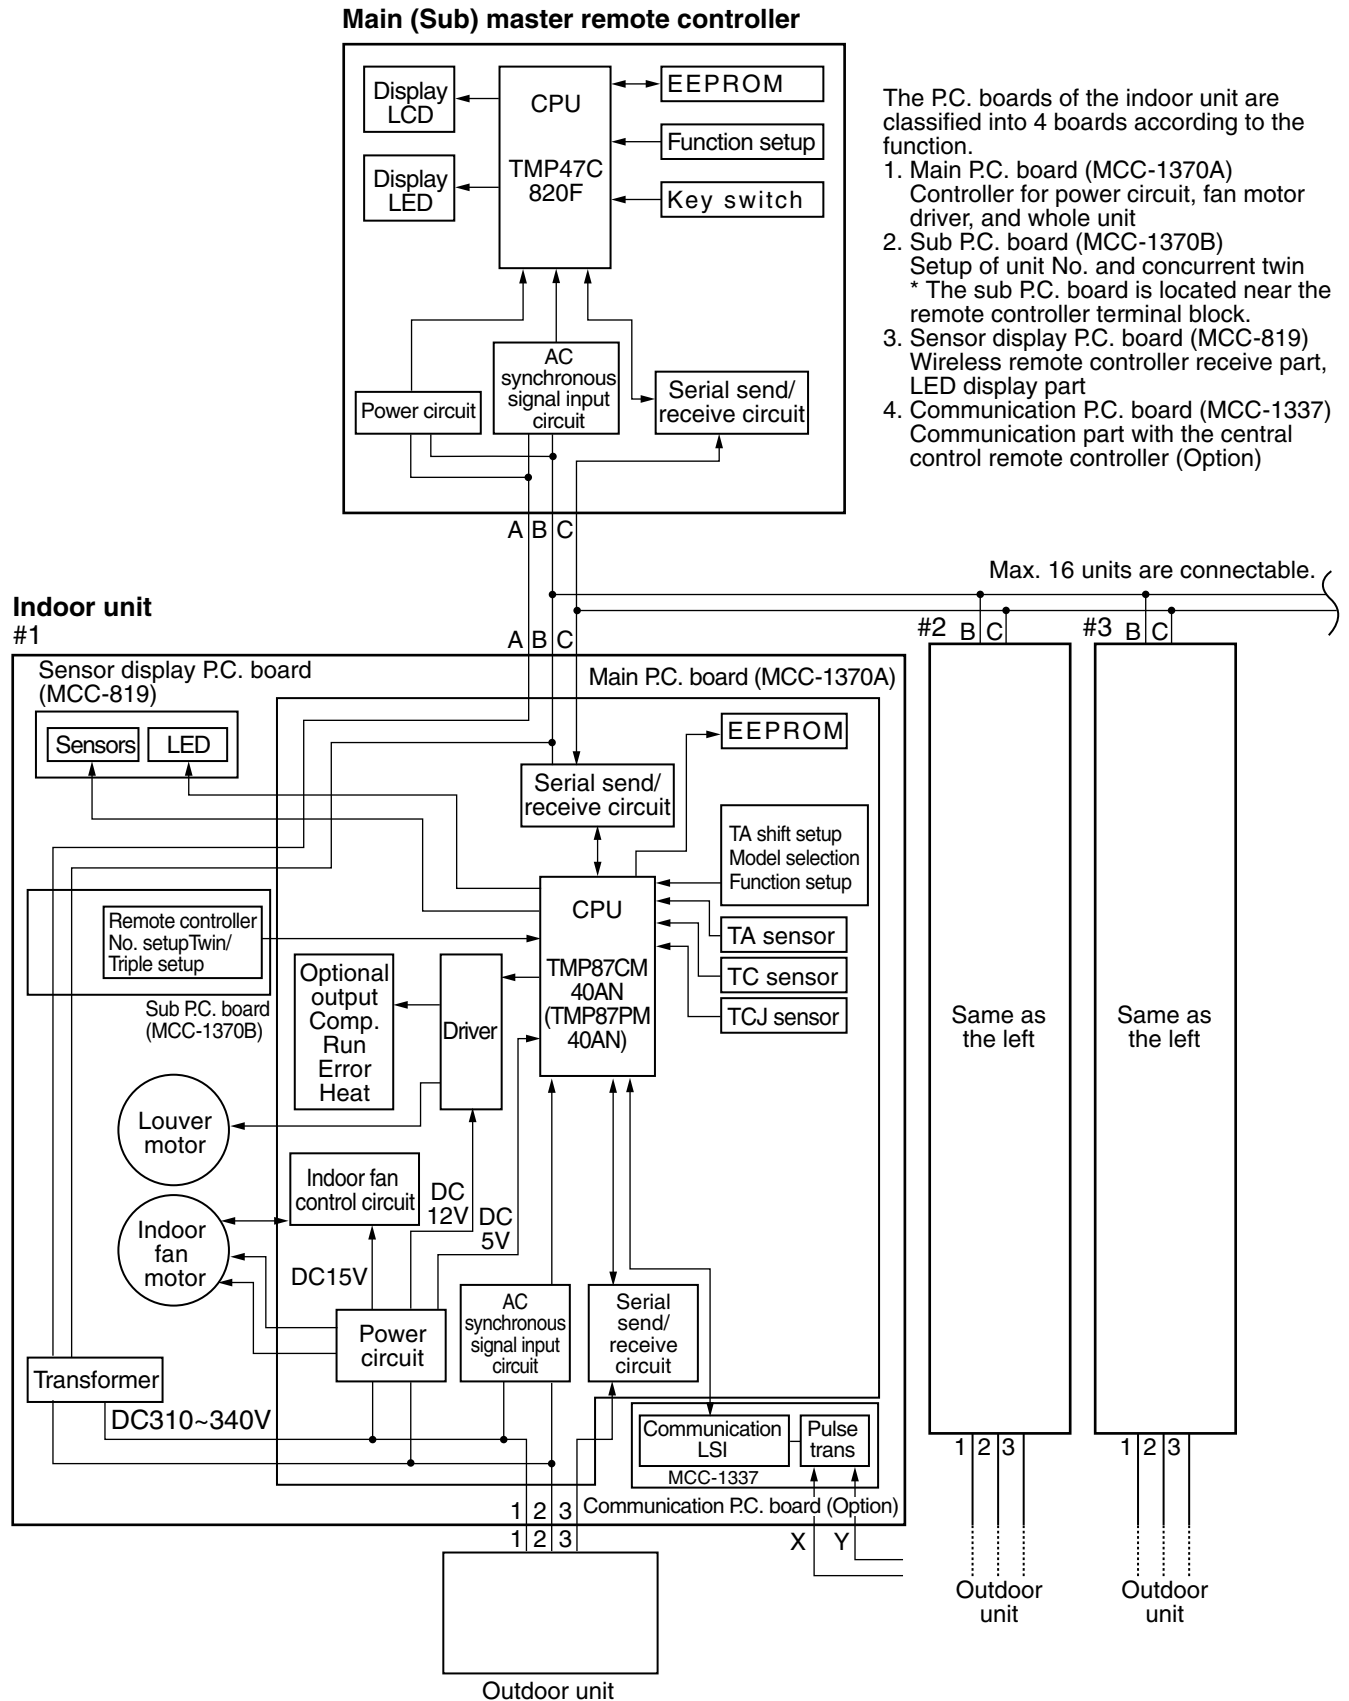 Main (Sub) master remote controller
Display
LCD
Display
LED
CPU
TMP47C
820F
EEPROM
Function setup
Key switch
Power circuit
AC
synchronous
signal input
circuit
Serial send/
receive circuit
A B C
The P.C. boards of the indoor unit are
classified into 4 boards according to the
function.
1. Main P.C. board (MCC-1370A)
Controller for power circuit, fan motor
driver, and whole unit
2. Sub P.C. board (MCC-1370B)
Setup of unit No. and concurrent twin
* The sub P.C. board is located near the
remote controller terminal block.
3. Sensor display P.C. board (MCC-819)
Wireless remote controller receive part,
LED display part
4. Communication P.C. board (MCC-1337)
Communication part with the central
control remote controller (Option)
Max. 16 units are connectable.
Indoor unit
#1
A B C
#2 B C
#3 B C
Sensor display P.C. board
(MCC-819)
Main P.C. board (MCC-1370A)
Sensors
LED
EEPROM
Serial send/
receive circuit
TA shift setup
Model selection
Function setup
CPU
TMP87CM
40AN
(TMP87PM
40AN)
TA sensor
TC sensor
TCJ sensor
Remote controller
No. setupTwin/
Triple setup
Sub P.C. board
(MCC-1370B)
Optional
output
Comp.
Run
Error
Heat
Driver
Louver
motor
Indoor fan
control circuit
DC
12V
DC
5V
Indoor
fan
motor
DC15V
Power
circuit
AC
synchronous
signal input
circuit
Serial
send/
receive
circuit
Transformer
DC310~340V
Communication
LSI
Pulse
trans
MCC-1337
Communication P.C. board (Option)
1 2 3
1 2 3
X Y
Outdoor unit
Same as
the left
Same as
the left
1 2 3
1 2 3
Outdoor
unit
Outdoor
unit